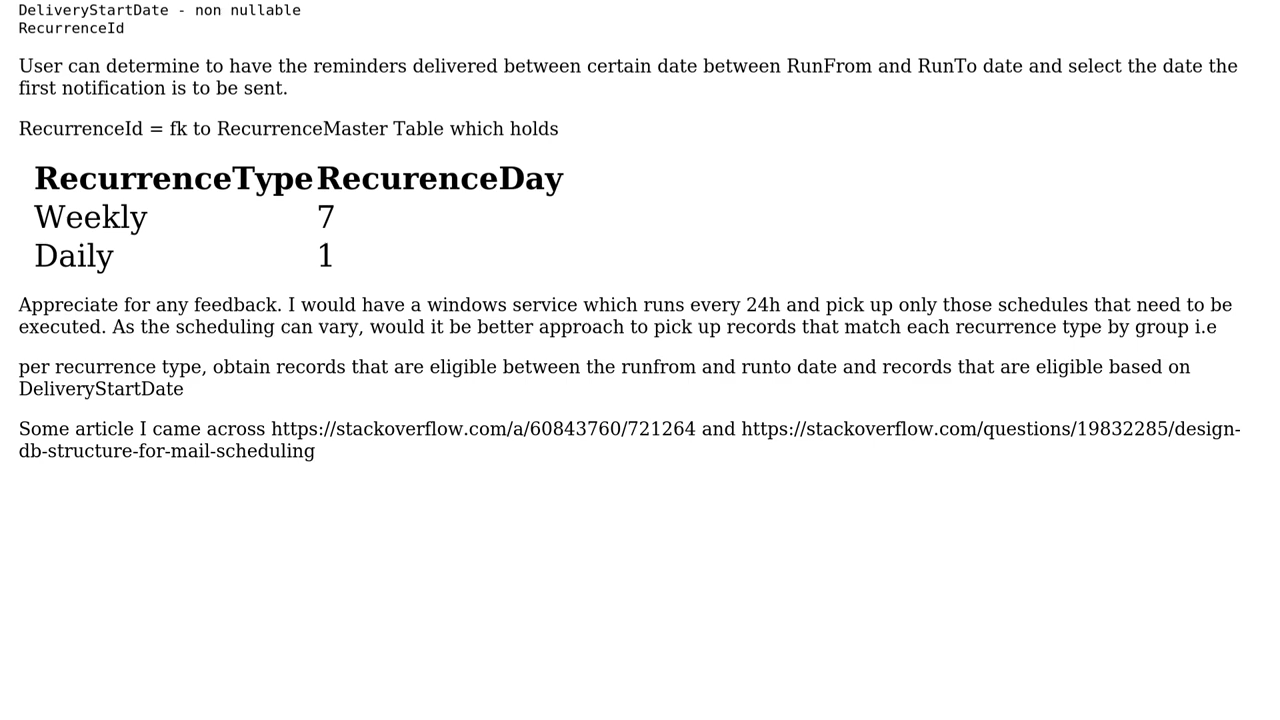 DeliveryStartDate - non nullable
RecurrenceId
User can determine to have the reminders delivered between certain date between RunFrom and RunTo date and select the date the
first notification is to be sent.
RecurrenceId = fk to RecurrenceMaster Table which holds
RecurrenceType RecurenceDay
Weekly 7
Daily 1
Appreciate for any feedback. I would have a windows service which runs every 24h and pick up only those schedules that need to be
executed. As the scheduling can vary, would it be better approach to pick up records that match each recurrence type by group i.e
per recurrence type, obtain records that are eligible between the runfrom and runto date and records that are eligible based on
DeliveryStartDate
Some article I came across https://stackoverflow.com/a/60843760/721264 and https://stackoverflow.com/questions/19832285/design-
db-structure-for-mail-scheduling